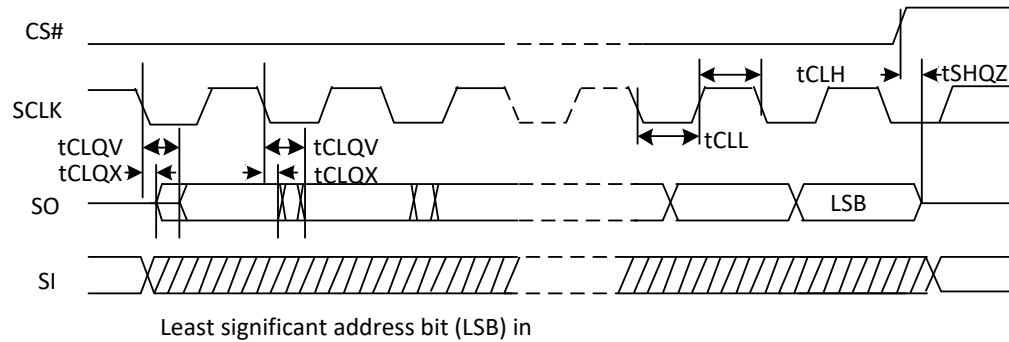 CS#
tCLH
tSHQZ
SCLK
tCLL
tCLQV
tCLQV
tCLQX
tCLQX
SO
LSB
SI
Least significant address bit (LSB) in